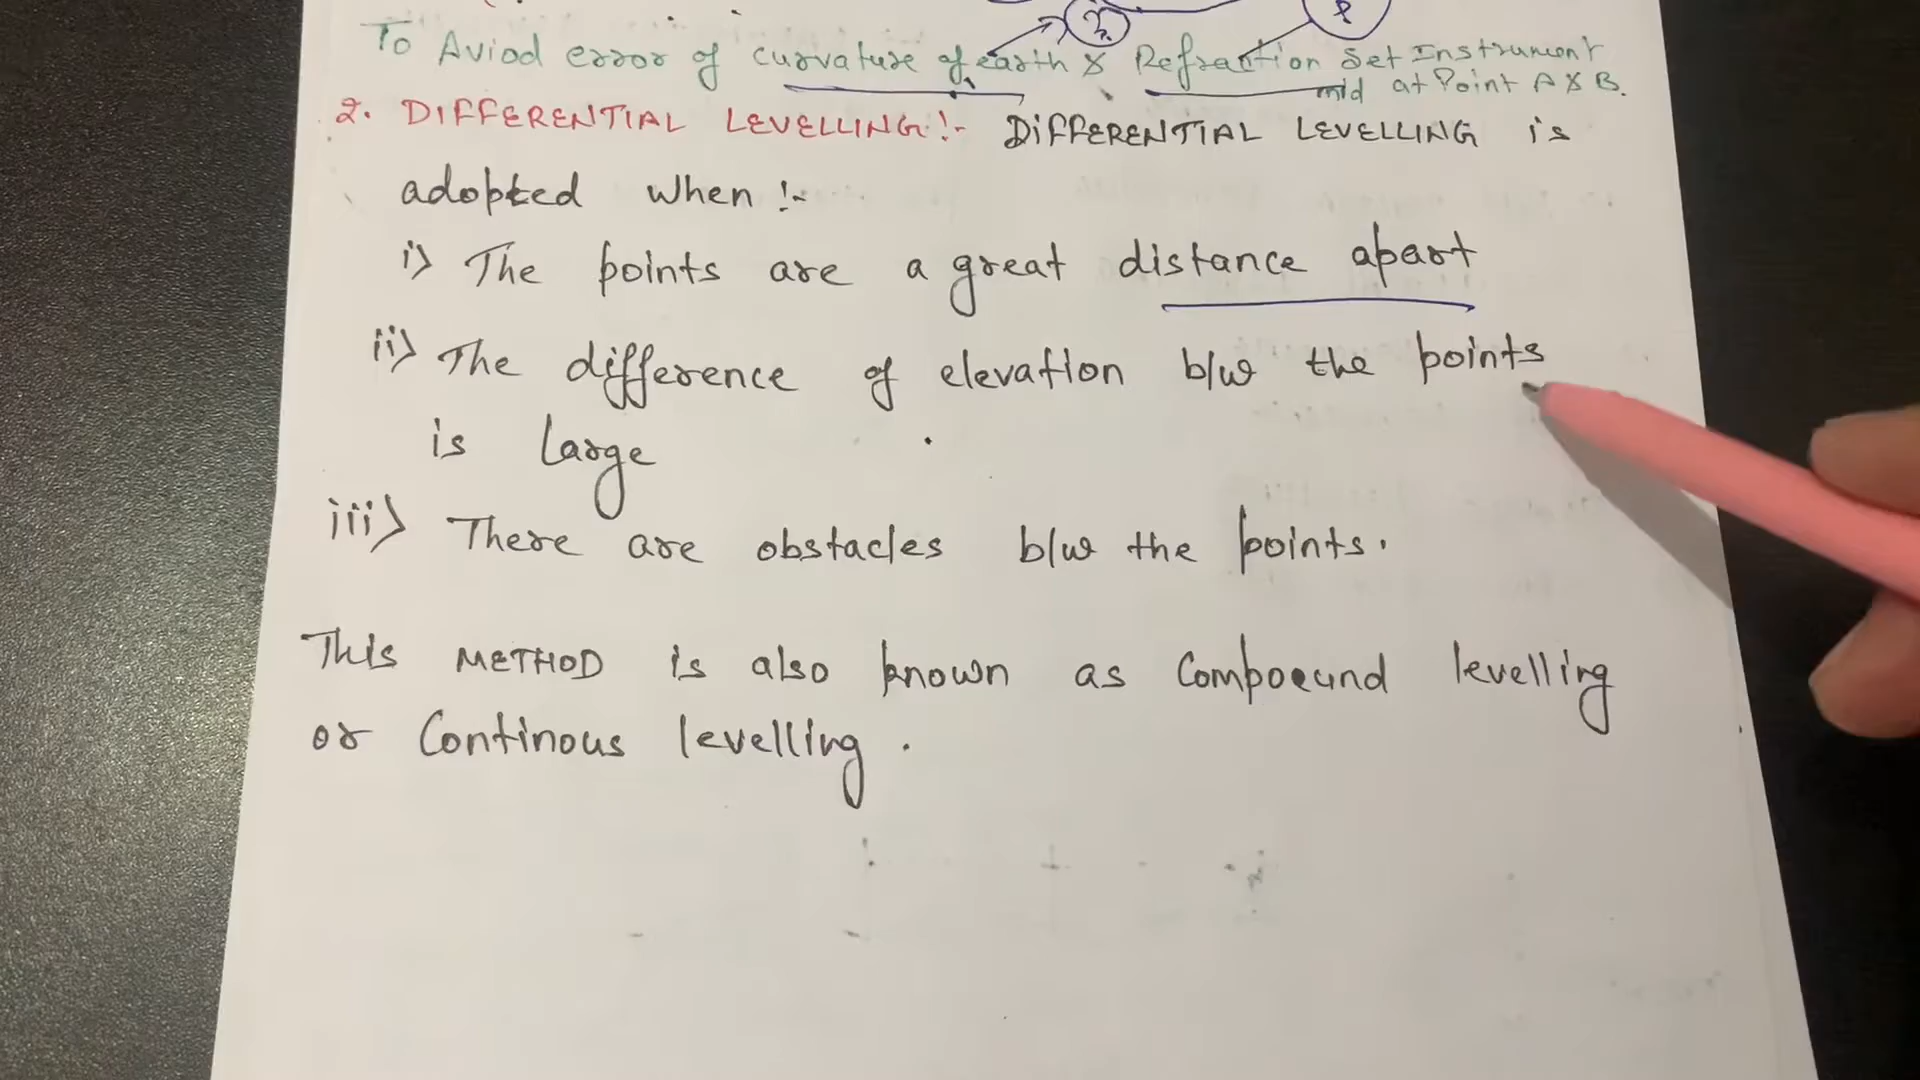 To Aviod error of curvature of earth & Refraction Set Instrument
mid at Point A & B.
2. DIFFERENTIAL LEVELLING:- DIFFERENTIAL LEVELLING is
adopted when :-
i) The points are a great distance apart
ii) The difference of elevation b/w the points
is large
iii) There are obstacles b/w the points.
This METHOD is also known as Compound levelling
or Continous levelling.